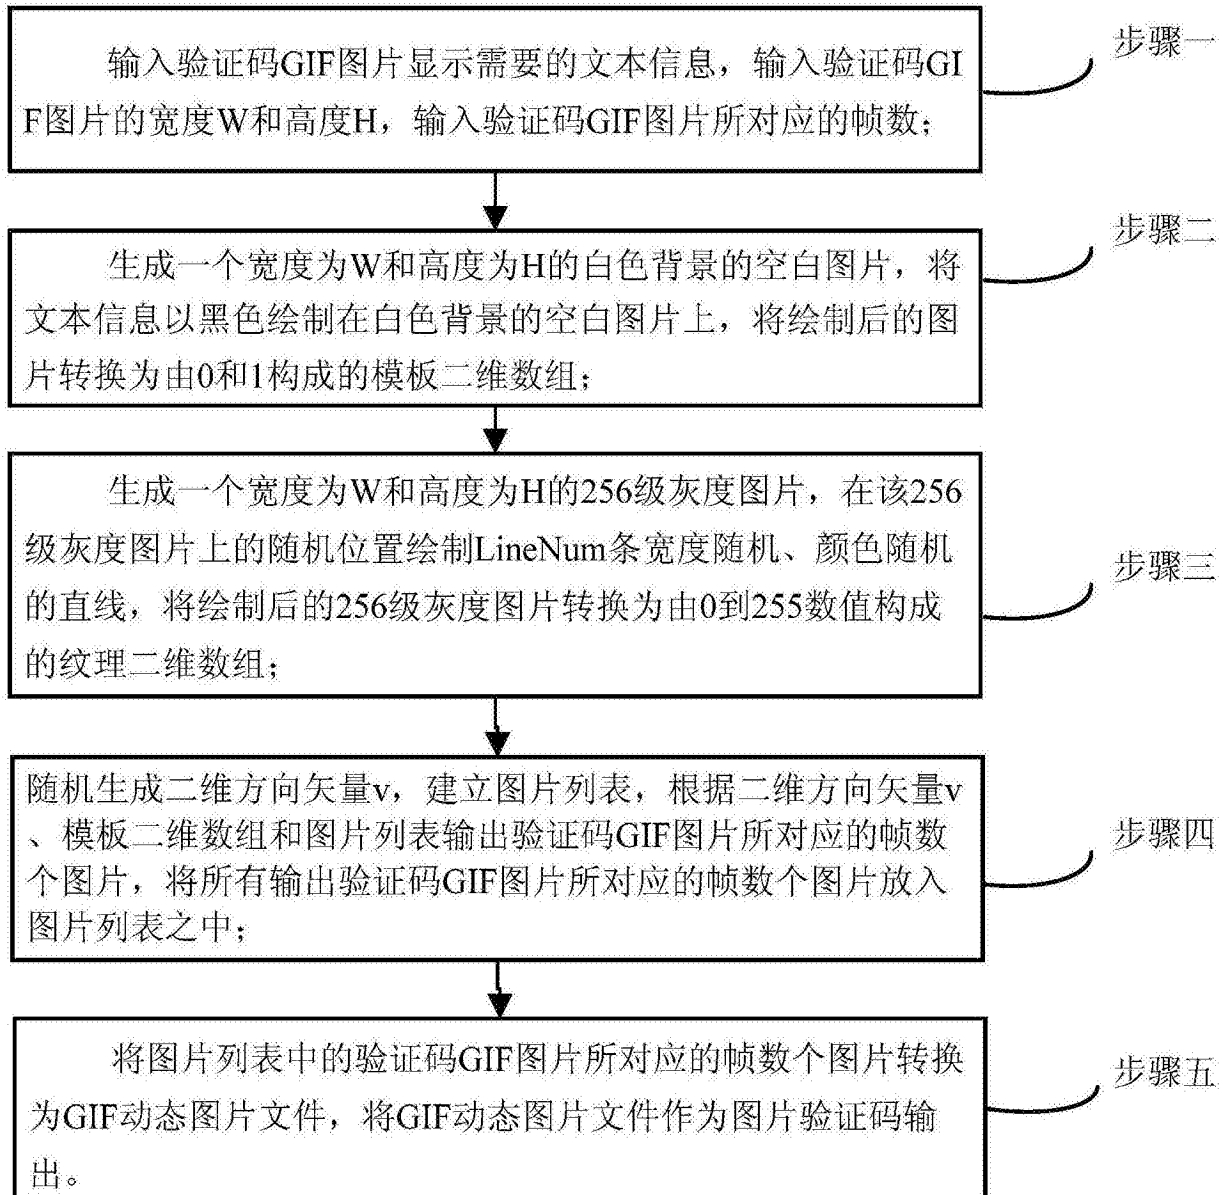 输入验证码GIF图片显示需要的文本信息，输入验证码GI
F图片的宽度W和高度H，输入验证码GIF图片所对应的帧数；
步骤一
生成一个宽度为W和高度为H的白色背景的空白图片，将
文本信息以黑色绘制在白色背景的空白图片上，将绘制后的图
片转换为由0和1构成的模板二维数组；
步骤二
生成一个宽度为W和高度为H的256级灰度图片，在该256
级灰度图片上的随机位置绘制LineNum条宽度随机、颜色随机
的直线，将绘制后的256级灰度图片转换为由0到255数值构成
的纹理二维数组；
步骤三
随机生成二维方向矢量v，建立图片列表，根据二维方向矢量v
、模板二维数组和图片列表输出验证码GIF图片所对应的帧数
个图片，将所有输出验证码GIF图片所对应的帧数个图片放入
图片列表之中；
步骤四
将图片列表中的验证码GIF图片所对应的帧数个图片转换
为GIF动态图片文件，将GIF动态图片文件作为图片验证码输
出。
步骤五